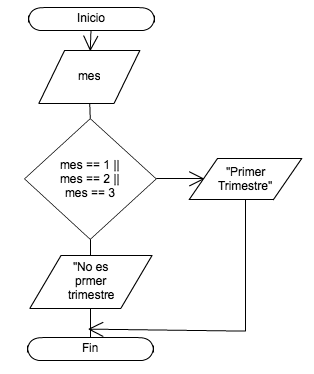 Inicio
mes
mes == 1 ||
mes == 2 ||
mes == 3
"Primer
Trimestre"
"No es
prmer
trimestre
Fin